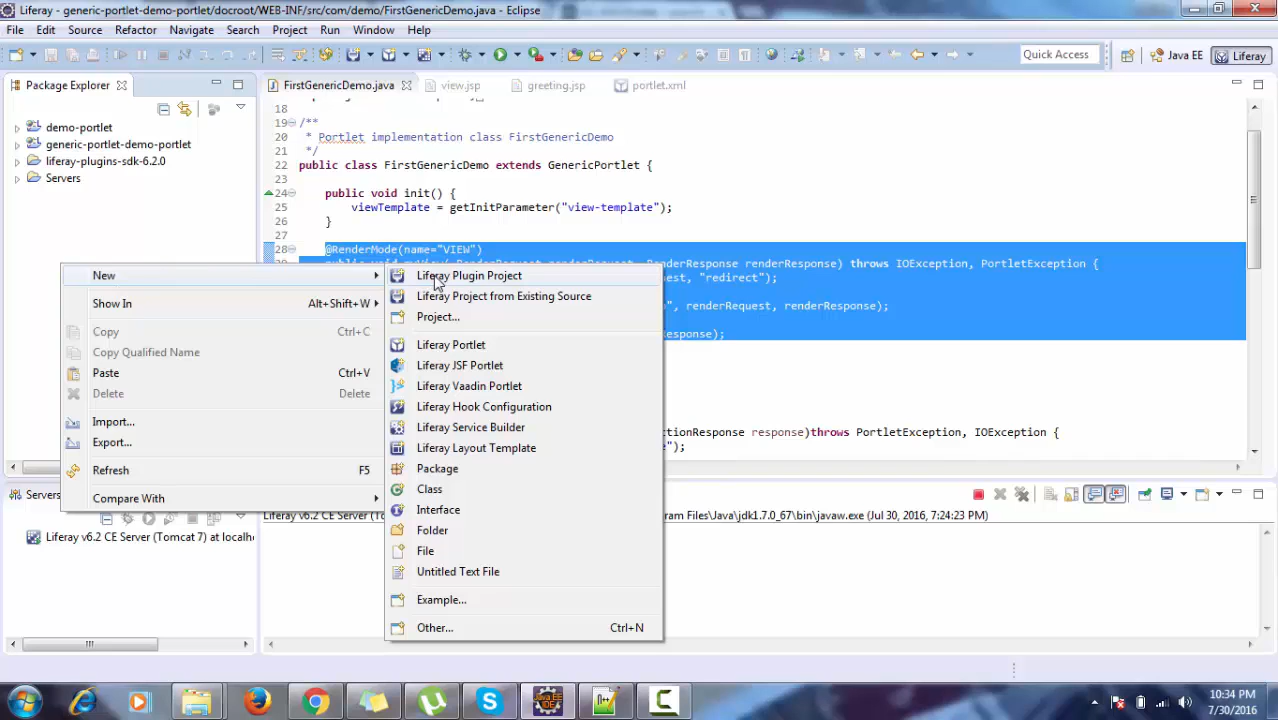 Liferay - generic-portlet-demo-portlet/docroot/WEB-INF/src/com/demo/FirstGenericDemo.java - Eclipse
File Edit Source Refactor Navigate Search Project Run Window Help
Quick Access Java EE Liferay
Package Explorer
FirstGenericDemo.java view.jsp greeting.jsp portlet.xml
demo-portlet
generic-portlet-demo-portlet
liferay-plugins-sdk-6.2.0
Servers
18
19 /**
20 * Portlet implementation class FirstGenericDemo
21 */
22 public class FirstGenericDemo extends GenericPortlet {
23
24 public void init() {
25 viewTemplate = getInitParameter("view-template");
26 }
27
28 @RenderMode(name="VIEW")
RenderResponse renderResponse) throws IOException, PortletException {
est, "redirect");
", renderRequest, renderResponse);
sponse);
ctionResponse response)throws PortletException, IOException {
");
New
Show In Alt+Shift+W
Copy Ctrl+C
Copy Qualified Name
Paste Ctrl+V
Delete Delete
Import...
Export...
Refresh F5
Compare With
Liferay Plugin Project
Liferay Project from Existing Source
Project...
Liferay Portlet
Liferay JSF Portlet
Liferay Vaadin Portlet
Liferay Hook Configuration
Liferay Service Builder
Liferay Layout Template
Package
Class
Interface
Folder
File
Untitled Text File
Example...
Other... Ctrl+N
Servers
Liferay v6.2 CE Server (Tomcat 7) at localh
Liferay v6.2 CE Server (To
ram Files\Java\jdk1.7.0_67\bin\javaw.exe (Jul 30, 2016, 7:24:23 PM)
10:34 PM
7/30/2016